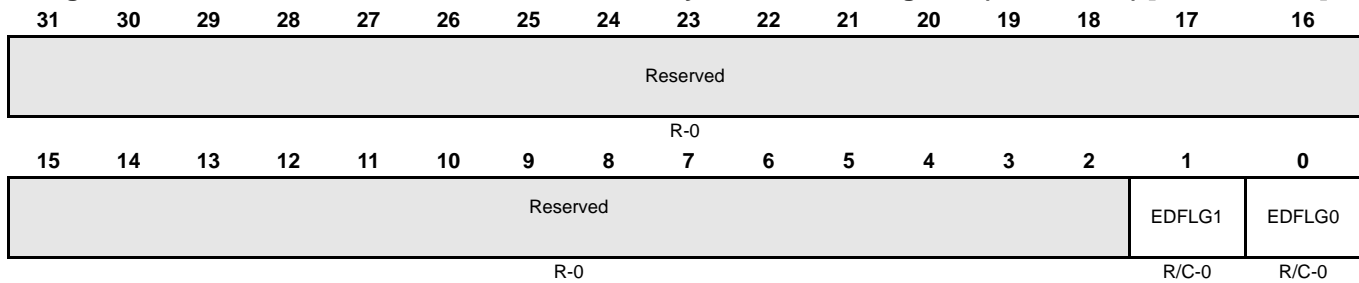 31 30 29 28 27 26 25 24 23 22 21 20 19 18 17 16
Reserved
R-0
15 14 13 12 11 10 9 8 7 6 5 4 3 2 1 0
Reserved EDFLG1 EDFLG0
R-0 R/C-0 R/C-0